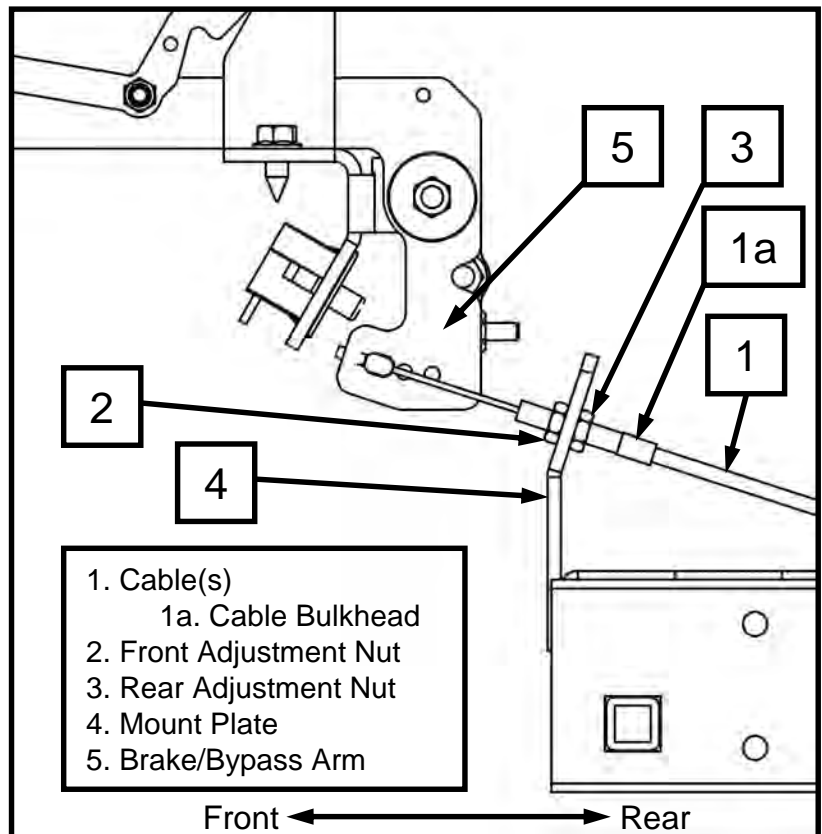 5
3
1a
1
2
4
1. Cable(s)
1a. Cable Bulkhead
2. Front Adjustment Nut
3. Rear Adjustment Nut
4. Mount Plate
5. Brake/Bypass Arm
Front Rear